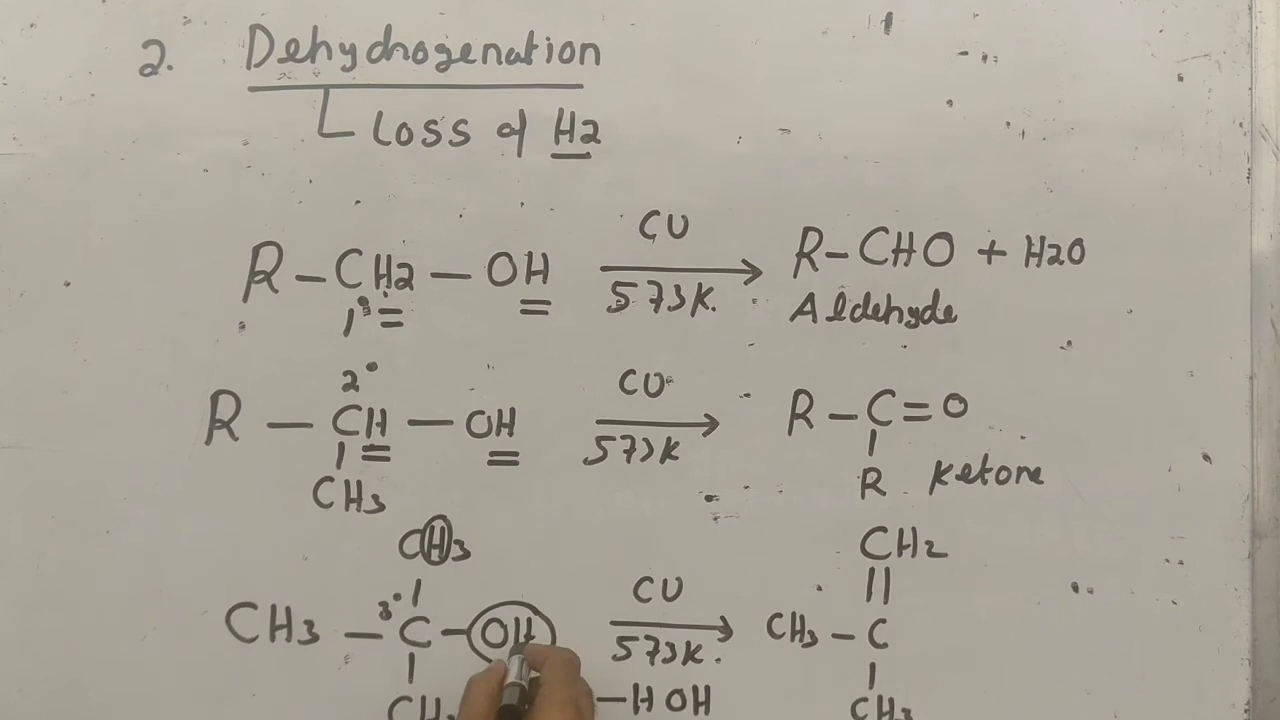 2. Dehydrogenation
Loss of H2
R-CH2-OH CU 573K. R-CHO + H2O
1° Aldehyde
2°
R-CH-OH CU 573K R-C=O
CH3 R Ketone
CH3 CH2
CH3-3°C-OH CU 573K. CH3-C
-HOH CH3